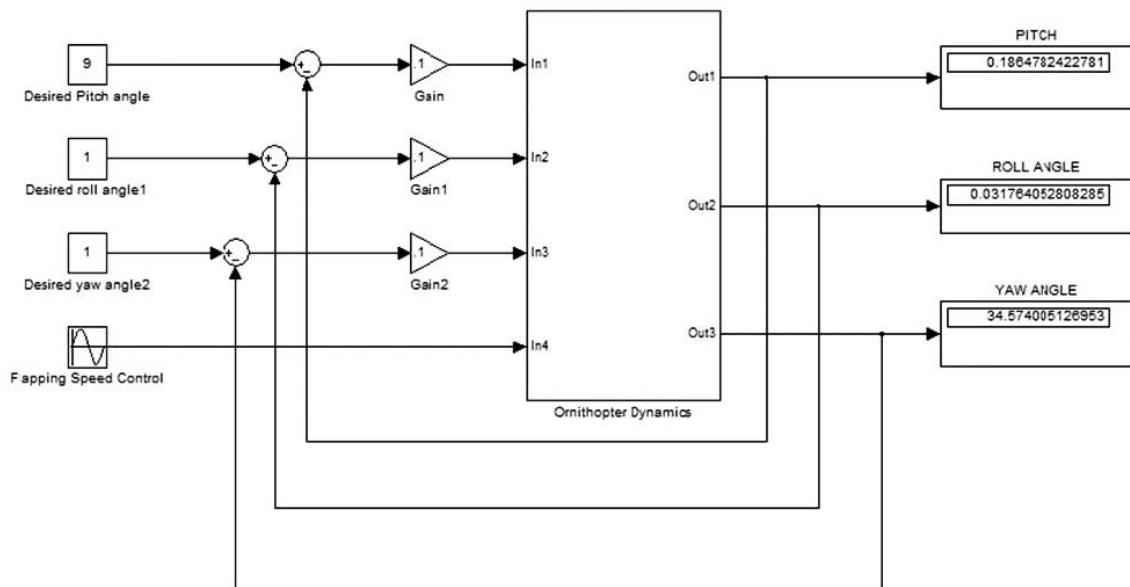 PITCH
9
.1
In1
Out1
0.1864782422781
Desired Pitch angle
Gain
ROLL ANGLE
1
.1
In2
Out2
0.031764052808285
Desired roll angle1
Gain1
YAW ANGLE
1
.1
In3
Out3
34.574005126953
Desired yaw angle2
Gain2
In4
Flapping Speed Control
Ornithopter Dynamics